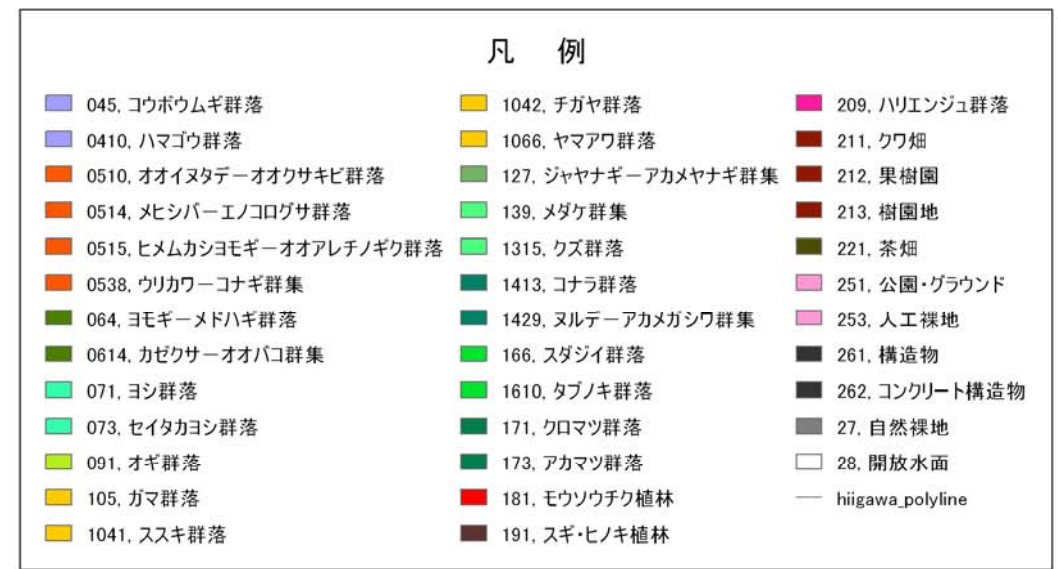 凡 例
045, コウボウムギ群落
0410, ハマゴウ群落
0510, オオイヌタデーオオクサキビ群落
0514, メヒシバーエノコログサ群落
0515, ヒメムカシヨモギーオオアレチノギク群落
0538, ウリカワーコナギ群集
064, ヨモギーメドハギ群落
0614, カゼクサーオオバコ群集
071, ヨシ群落
073, セイタカヨシ群落
091, オギ群落
105, ガマ群落
1041, ススキ群落
1042, チガヤ群落
1066, ヤマアワ群落
127, ジャヤナギーアカメヤナギ群集
139, メダケ群集
1315, クズ群落
1413, コナラ群落
1429, ヌルデーアカメガシワ群集
166, スダジイ群落
1610, タブノキ群落
171, クロマツ群落
173, アカマツ群落
181, モウソウチク植林
191, スギ・ヒノキ植林
209, ハリエンジュ群落
211, クワ畑
212, 果樹園
213, 樹園地
221, 茶畑
251, 公園・グラウンド
253, 人工裸地
261, 構造物
262, コンクリート構造物
27, 自然裸地
28, 開放水面
hiigawa_polyline